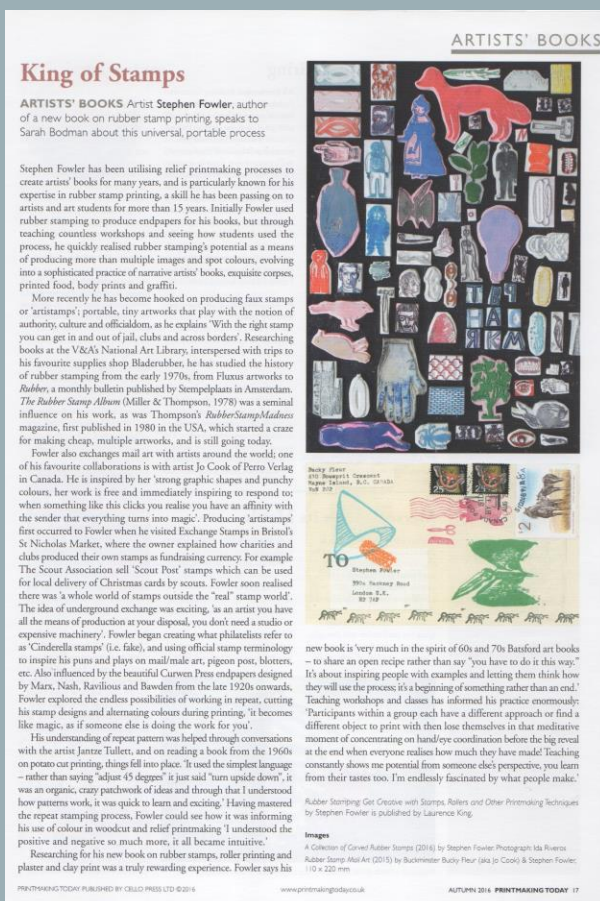 ARTISTS' BOOKS
King of Stamps
ARTISTS' BOOKS Artist Stephen Fowler, author
of a new book on rubber stamp printing, speaks to
Sarah Bodman about this universal, portable process
Stephen Fowler has been utilising relief printmaking processes to
create artists' books for many years, and is particularly known for his
expertise in rubber stamp printing, a skill he has been passing on to
artists and art students for more than 15 years. Initially Fowler used
rubber stamping to produce endpapers for his books, but through
teaching countless workshops and seeing how students used the
process, he quickly realised rubber stamping's potential as a means
of producing more than multiple images and spot colours, evolving
into a sophisticated practice of narrative artists' books, exquisite corpses,
printed food, body prints and graffiti.
More recently he has become hooked on producing faux stamps
or 'artistamps'; portable, tiny artworks that play with the notion of
authority, culture and officialdom, as he explains 'With the right stamp
you can get in and out of jail, clubs and across borders'. Researching
books at the V&A's National Art Library, interspersed with trips to
his favourite supplies shop Bladerubber, he has studied the history
of rubber stamping from the early 1970s, from Fluxus artworks to
Rubber, a monthly bulletin published by Stempelplaats in Amsterdam.
The Rubber Stamp Album (Miller & Thompson, 1978) was a seminal
influence on his work, as was Thompson's RubberStampMadness
magazine, first published in 1980 in the USA, which started a craze
for making cheap, multiple artworks, and is still going today.
Fowler also exchanges mail art with artists around the world; one
of his favourite collaborations is with artist Jo Cook of Perro Verlag
in Canada. He is inspired by her 'strong graphic shapes and punchy
colours, her work is free and immediately inspiring to respond to;
when something like this clicks you realise you have an affinity with
the sender that everything turns into magic'. Producing 'artistamps'
first occurred to Fowler when he visited Exchange Stamps in Bristol's
St Nicholas Market, where the owner explained how charities and
clubs produced their own stamps as fundraising currency. For example
The Scout Association sell 'Scout Post' stamps which can be used
for local delivery of Christmas cards by scouts. Fowler soon realised
there was 'a whole world of stamps outside the "real" stamp world'.
The idea of underground exchange was exciting, 'as an artist you have
all the means of production at your disposal, you don't need a studio or
expensive machinery'. Fowler began creating what philatelists refer to
as 'Cinderella stamps' (i.e. fake), and using official stamp terminology
to inspire his puns and plays on mail/male art, pigeon post, blotters,
etc. Also influenced by the beautiful Curwen Press endpapers designed
by Marx, Nash, Ravilious and Bawden from the late 1920s onwards,
Fowler explored the endless possibilities of working in repeat, cutting
his stamp designs and alternating colours during printing, 'it becomes
like magic, as if someone else is doing the work for you'.
His understanding of repeat pattern was helped through conversations
with the artist Jantze Tullett, and on reading a book from the 1960s
on potato cut printing, things fell into place. 'It used the simplest language
– rather than saying "adjust 45 degrees" it just said "turn upside down", it
was an organic, crazy patchwork of ideas and through that I understood
how patterns work, it was quick to learn and exciting.' Having mastered
the repeat stamping process, Fowler could see how it was informing
his use of colour in woodcut and relief printmaking 'I understood the
positive and negative so much more, it all became intuitive.'
Researching for his new book on rubber stamps, roller printing and
plaster and clay print was a truly rewarding experience. Fowler says his
Bucky Fleur
Bowsprit Crescent
Mayne Island, B.C. CANADA
2
TO
Stephen Fowler
Hackney Road
London U.K.
new book is 'very much in the spirit of 60s and 70s Batsford art books
– to share an open recipe rather than say "you have to do it this way."
It's about inspiring people with examples and letting them think how
they will use the process; it's a beginning of something rather than an end.'
Teaching workshops and classes has informed his practice enormously:
'Participants within a group each have a different approach or find a
different object to print with then lose themselves in that meditative
moment of concentrating on hand/eye coordination before the big reveal
at the end when everyone realises how much they have made! Teaching
constantly shows me potential from someone else's perspective, you learn
from their tastes too. I'm endlessly fascinated by what people make.'
Rubber Stamping: Get Creative with Stamps, Rollers and Other Printmaking Techniques
by Stephen Fowler is published by Laurence King.
Images
A Collection of Carved Rubber Stamps (2016) by Stephen Fowler. Photograph: Ida Riveros
Rubber Stamp Mail Art (2015) by Buckminster Bucky Fleur (aka Jo Cook) & Stephen Fowler,
110 x 220 mm
PRINTMAKING TODAY PUBLISHED BY CELLO PRESS LTD ©2016
www.printmakingtoday.co.uk
AUTUMN 2016 PRINTMAKING TODAY 17